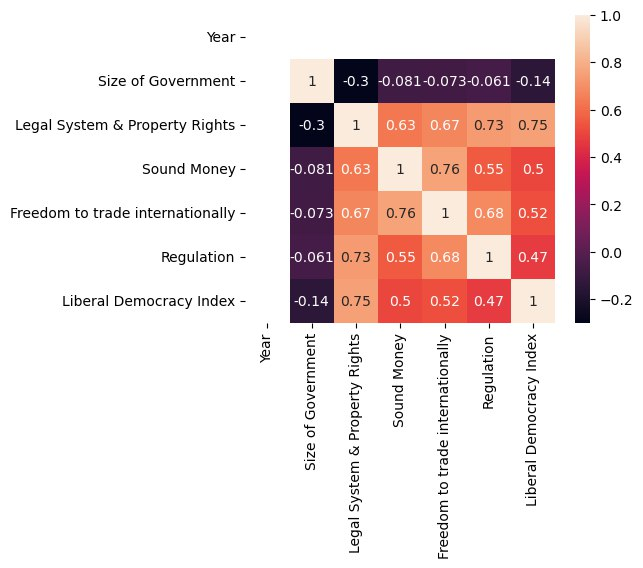 1.0
Year
Size of Government 1 -0.3 -0.081 -0.073 -0.061 -0.14
0.8
Legal System & Property Rights -0.3 1 0.63 0.67 0.73 0.75
0.6
Sound Money -0.081 0.63 1 0.76 0.55 0.5
0.4
Freedom to trade internationally -0.073 0.67 0.76 1 0.68 0.52
0.2
Regulation -0.061 0.73 0.55 0.68 1 0.47
0.0
Liberal Democracy Index -0.14 0.75 0.5 0.52 0.47 1
−0.2
Year
Size of Government
Legal System & Property Rights
Sound Money
Freedom to trade internationally
Regulation
Liberal Democracy Index